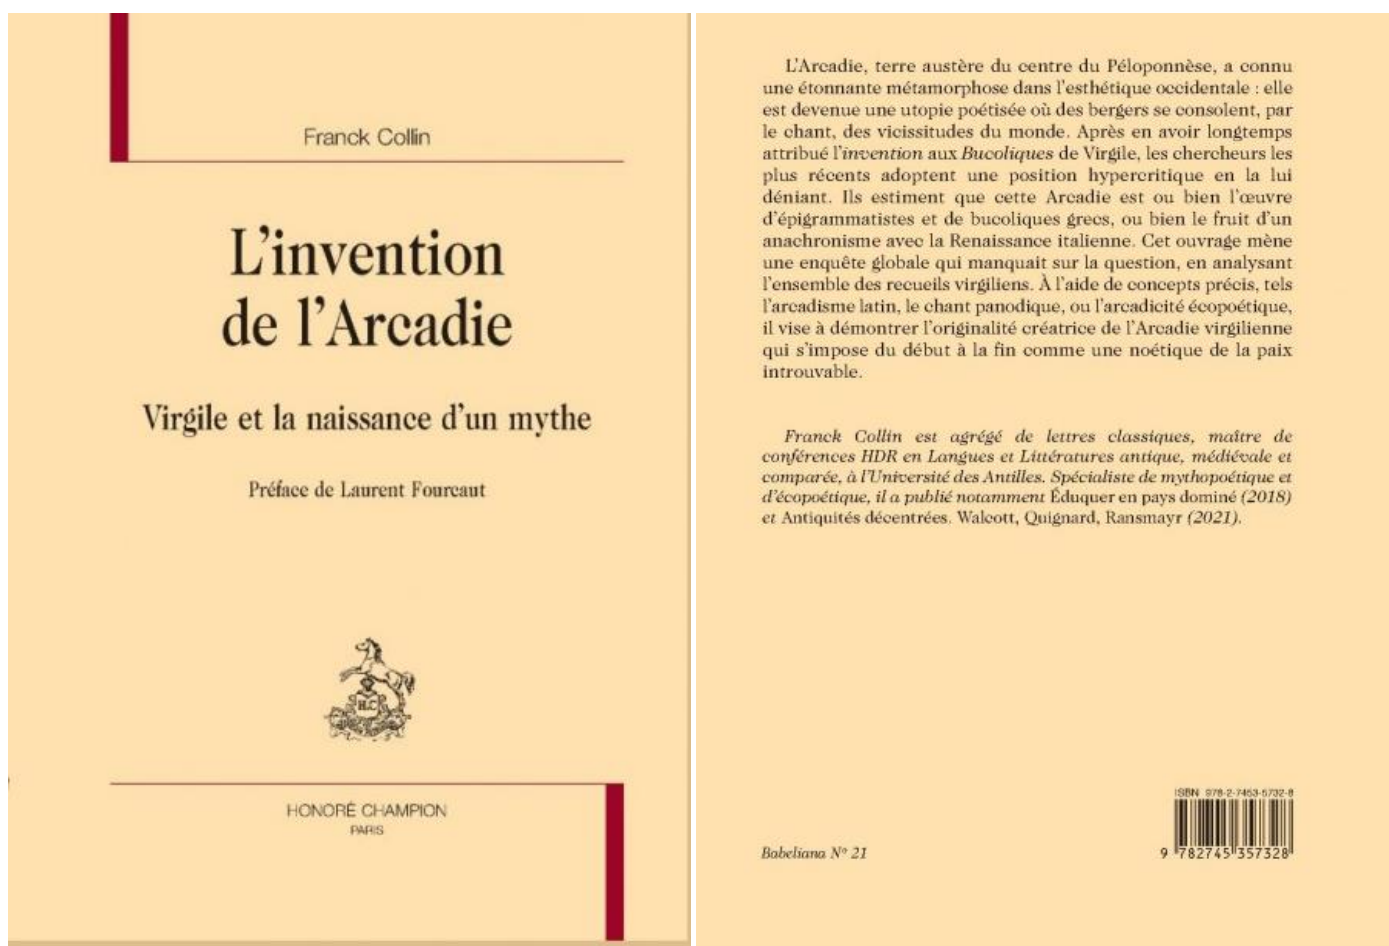 Franck Collin
L'invention
de l'Arcadie
Virgile et la naissance d'un mythe
Préface de Laurent Fourcaut
H.C
HONORÉ CHAMPION
PARIS
L'Arcadie, terre austère du centre du Péloponnèse, a connu
une étonnante métamorphose dans l'esthétique occidentale : elle
est devenue une utopie poétisée où des bergers se consolent, par
le chant, des vicissitudes du monde. Après en avoir longtemps
attribué l'invention aux Bucoliques de Virgile, les chercheurs les
plus récents adoptent une position hypercritique en la lui
déniant. Ils estiment que cette Arcadie est ou bien l'œuvre
d'épigrammatistes et de bucoliques grecs, ou bien le fruit d'un
anachronisme avec la Renaissance italienne. Cet ouvrage mène
une enquête globale qui manquait sur la question, en analysant
l'ensemble des recueils virgiliens. À l'aide de concepts précis, tels
l'arcadisme latin, le chant panodique, ou l'arcadicité écopoétique,
il vise à démontrer l'originalité créatrice de l'Arcadie virgilienne
qui s'impose du début à la fin comme une noétique de la paix
introuvable.
Franck Collin est agrégé de lettres classiques, maître de
conférences HDR en Langues et Littératures antique, médiévale et
comparée, à l'Université des Antilles. Spécialiste de mythopoétique et
d'écopoétique, il a publié notamment Éduquer en pays dominé (2018)
et Antiquités décentrées. Walcott, Quignard, Ransmayr (2021).
Babeliana Nº 21
ISBN 978-2-7453-5732-8
9 782745 357328